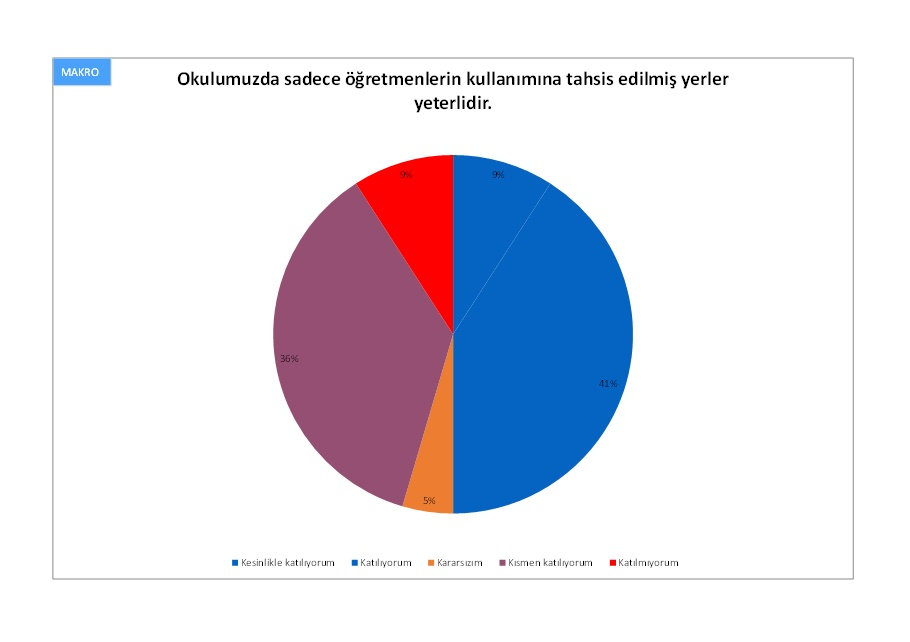 MAKRO
Okulumuzda sadece öğretmenlerin kullanımına tahsis edilmiş yerler
yeterlidir.
9%
9%
36%
41%
5%
Kesinlikle katılıyorum
Katılıyorum
Kararsızım
Kısmen katılıyorum
Katılmıyorum